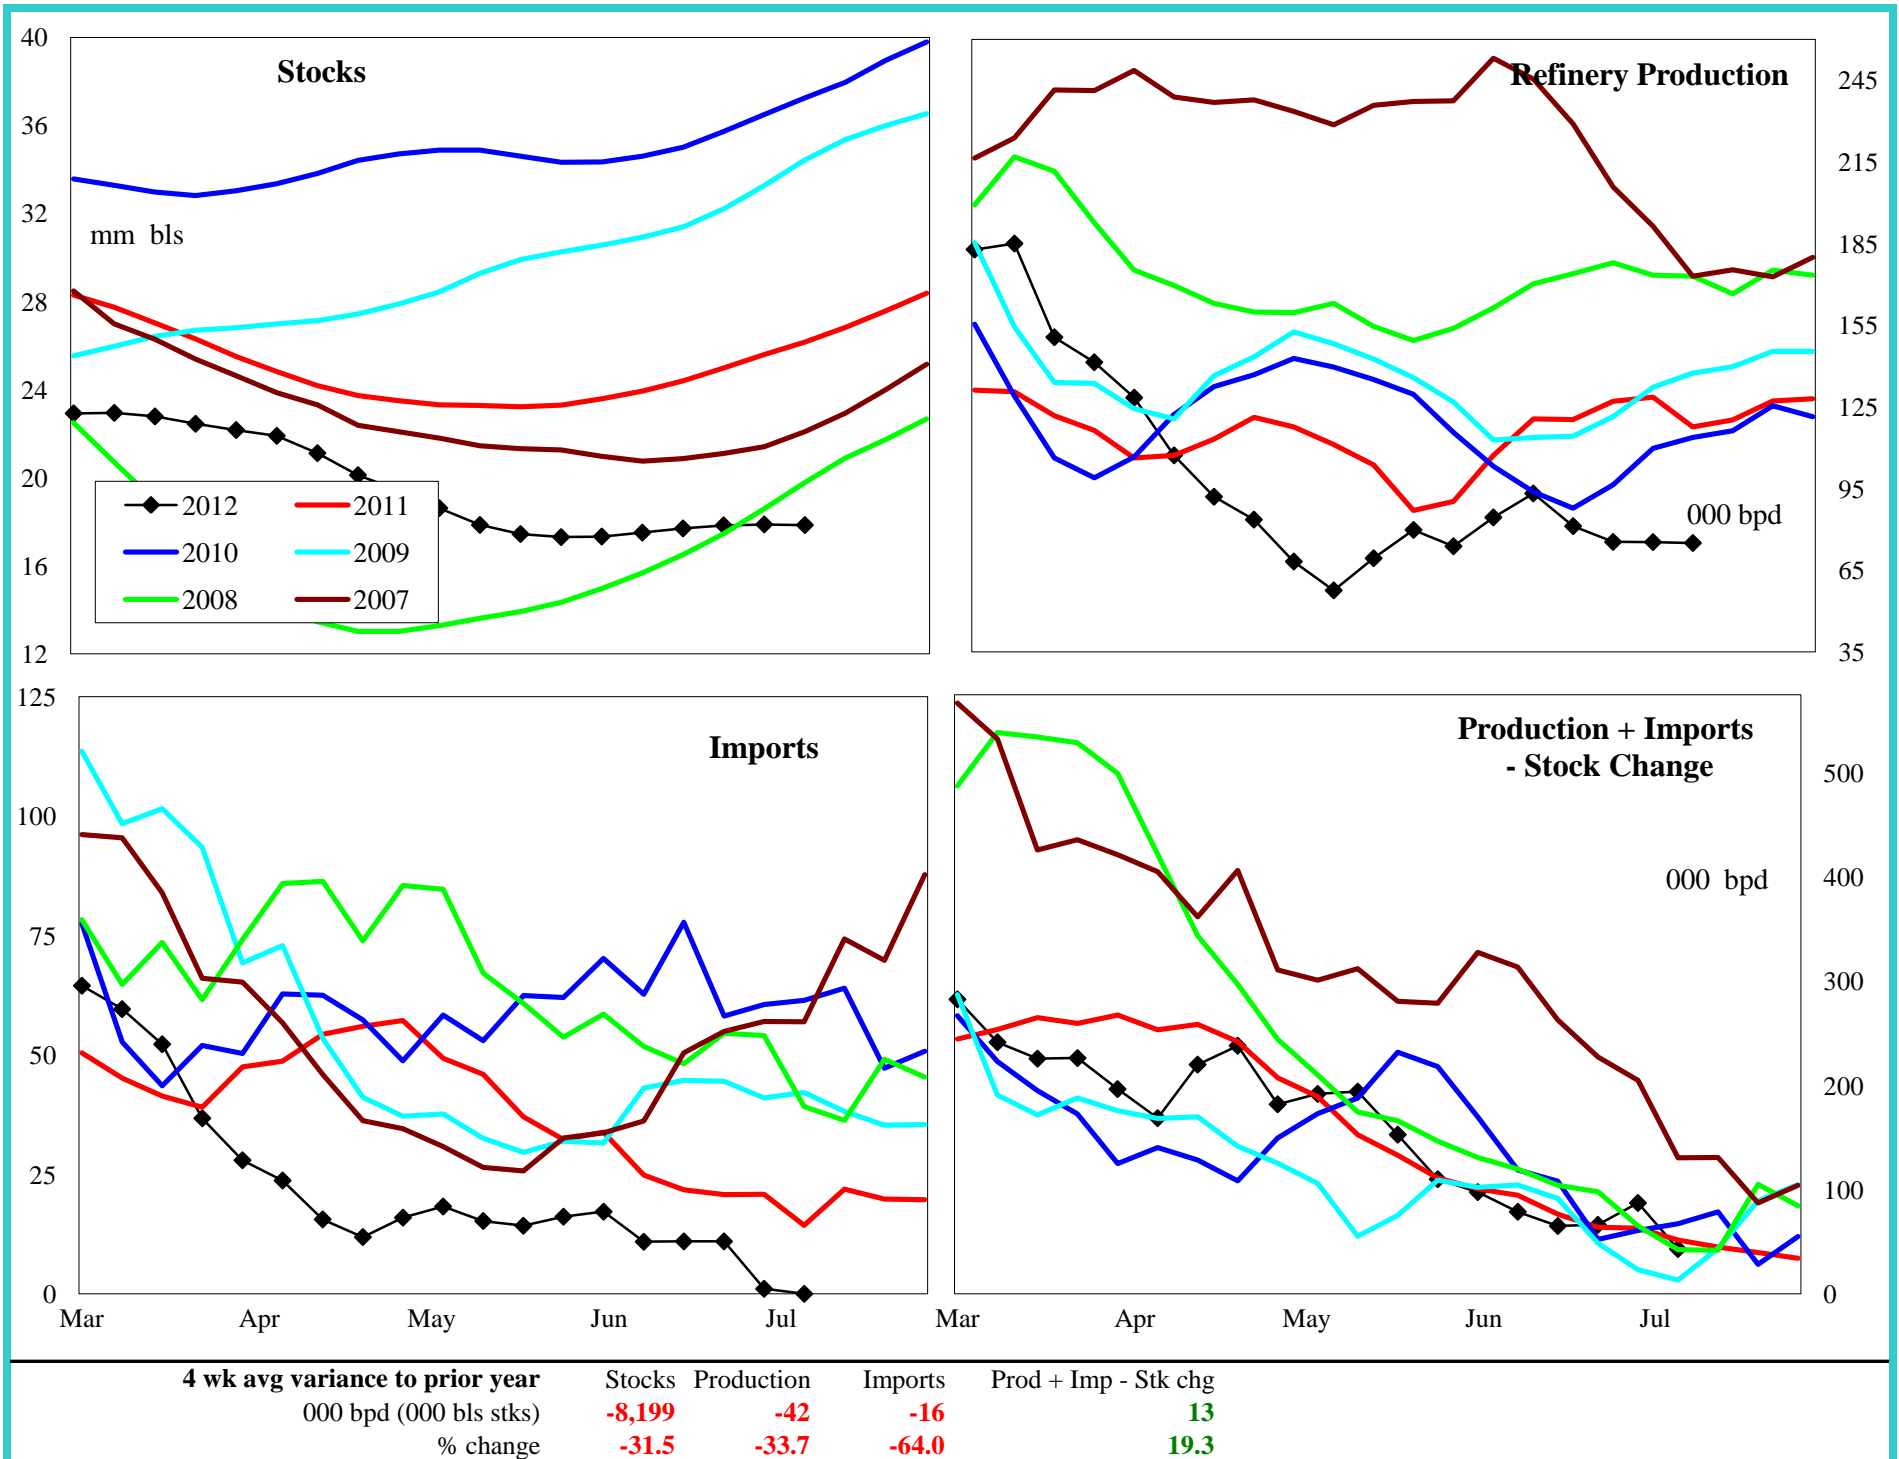 Stocks
40
36
32
28
24
20
16
12
mm bls
2012
2011
2010
2009
2008
2007
Refinery Production
245
215
185
155
125
95
65
35
000 bpd
Imports
125
100
75
50
25
0
Mar Apr May Jun Jul
Production + Imports
- Stock Change
500
400
300
200
100
0
000 bpd
Mar Apr May Jun Jul
4 wk avg variance to prior year Stocks Production Imports Prod + Imp - Stk chg
000 bpd (000 bls stks) -8,199 -42 -16 13
% change -31.5 -33.7 -64.0 19.3